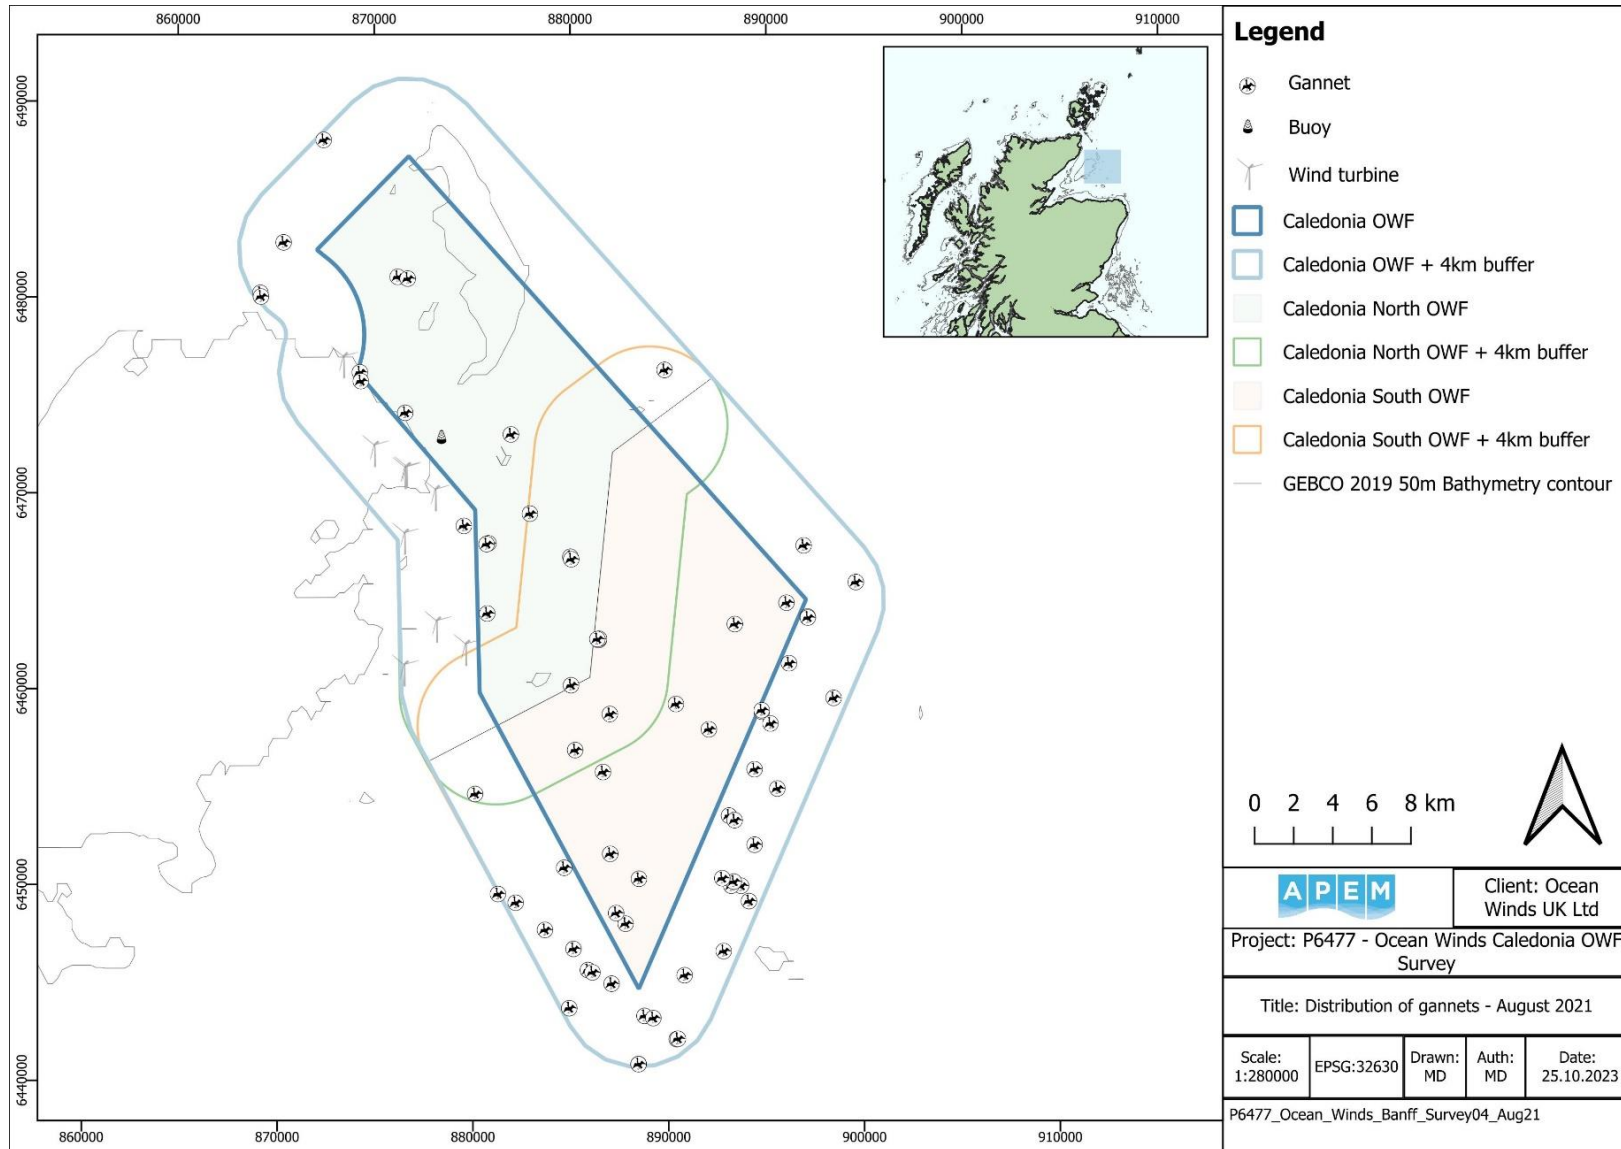 860000 870000 880000 890000 900000 910000
6490000
6480000
6470000
6460000
6450000
6440000
860000 870000 880000 890000 900000 910000
Legend
Gannet
Buoy
Wind turbine
Caledonia OWF
Caledonia OWF + 4km buffer
Caledonia North OWF
Caledonia North OWF + 4km buffer
Caledonia South OWF
Caledonia South OWF + 4km buffer
GEBCO 2019 50m Bathymetry contour
0 2 4 6 8 km
APEM
Client: Ocean
Winds UK Ltd
Project: P6477 - Ocean Winds Caledonia OWF
Survey
Title: Distribution of gannets - August 2021
Scale:
1:280000
EPSG:32630
Drawn:
MD
Auth:
MD
Date:
25.10.2023
P6477_Ocean_Winds_Banff_Survey04_Aug21